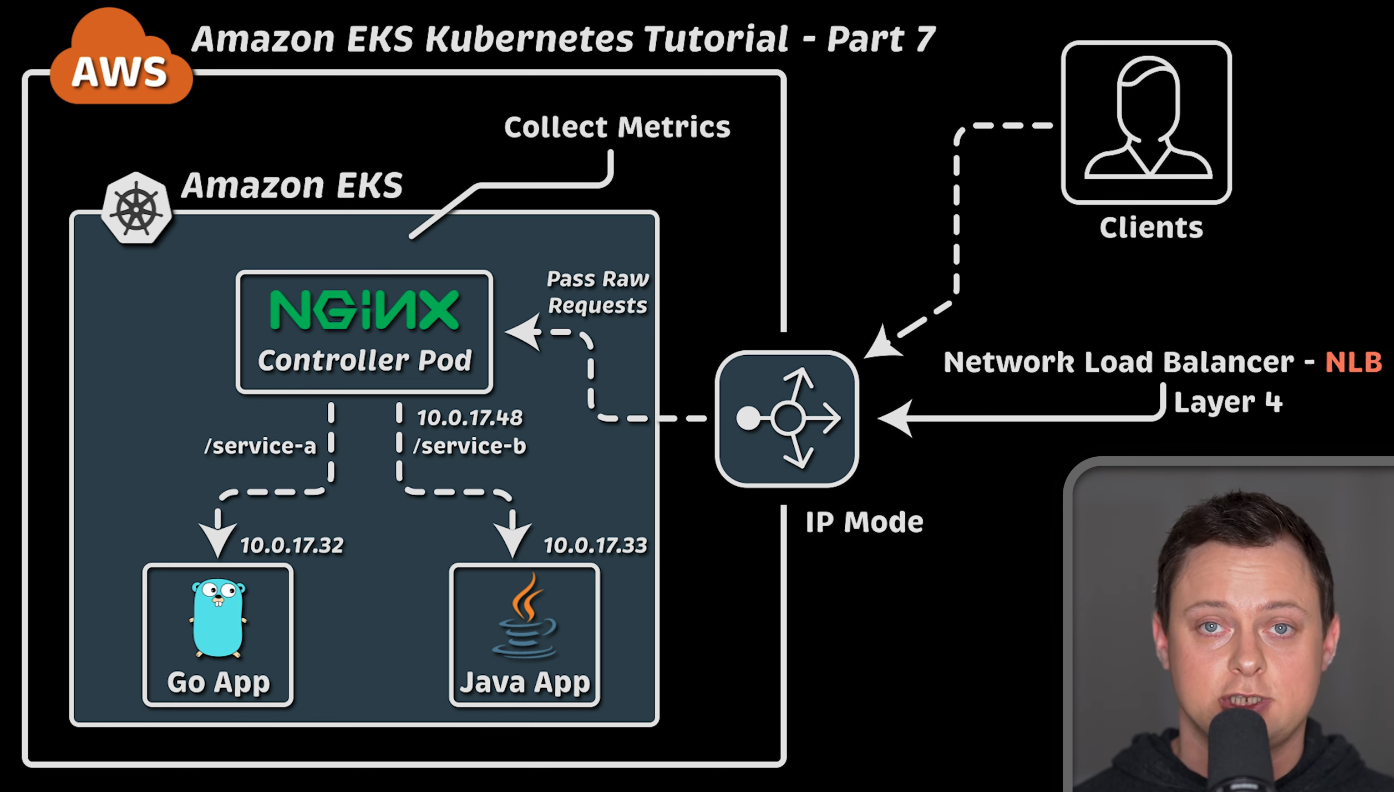 Amazon EKS Kubernetes Tutorial - Part 7
AWS
Collect Metrics
Amazon EKS
Clients
Pass Raw
Requests
NGINX
Controller Pod
Network Load Balancer - NLB
Layer 4
10.0.17.48
/service-a
/service-b
IP Mode
10.0.17.32
10.0.17.33
Go App
Java App